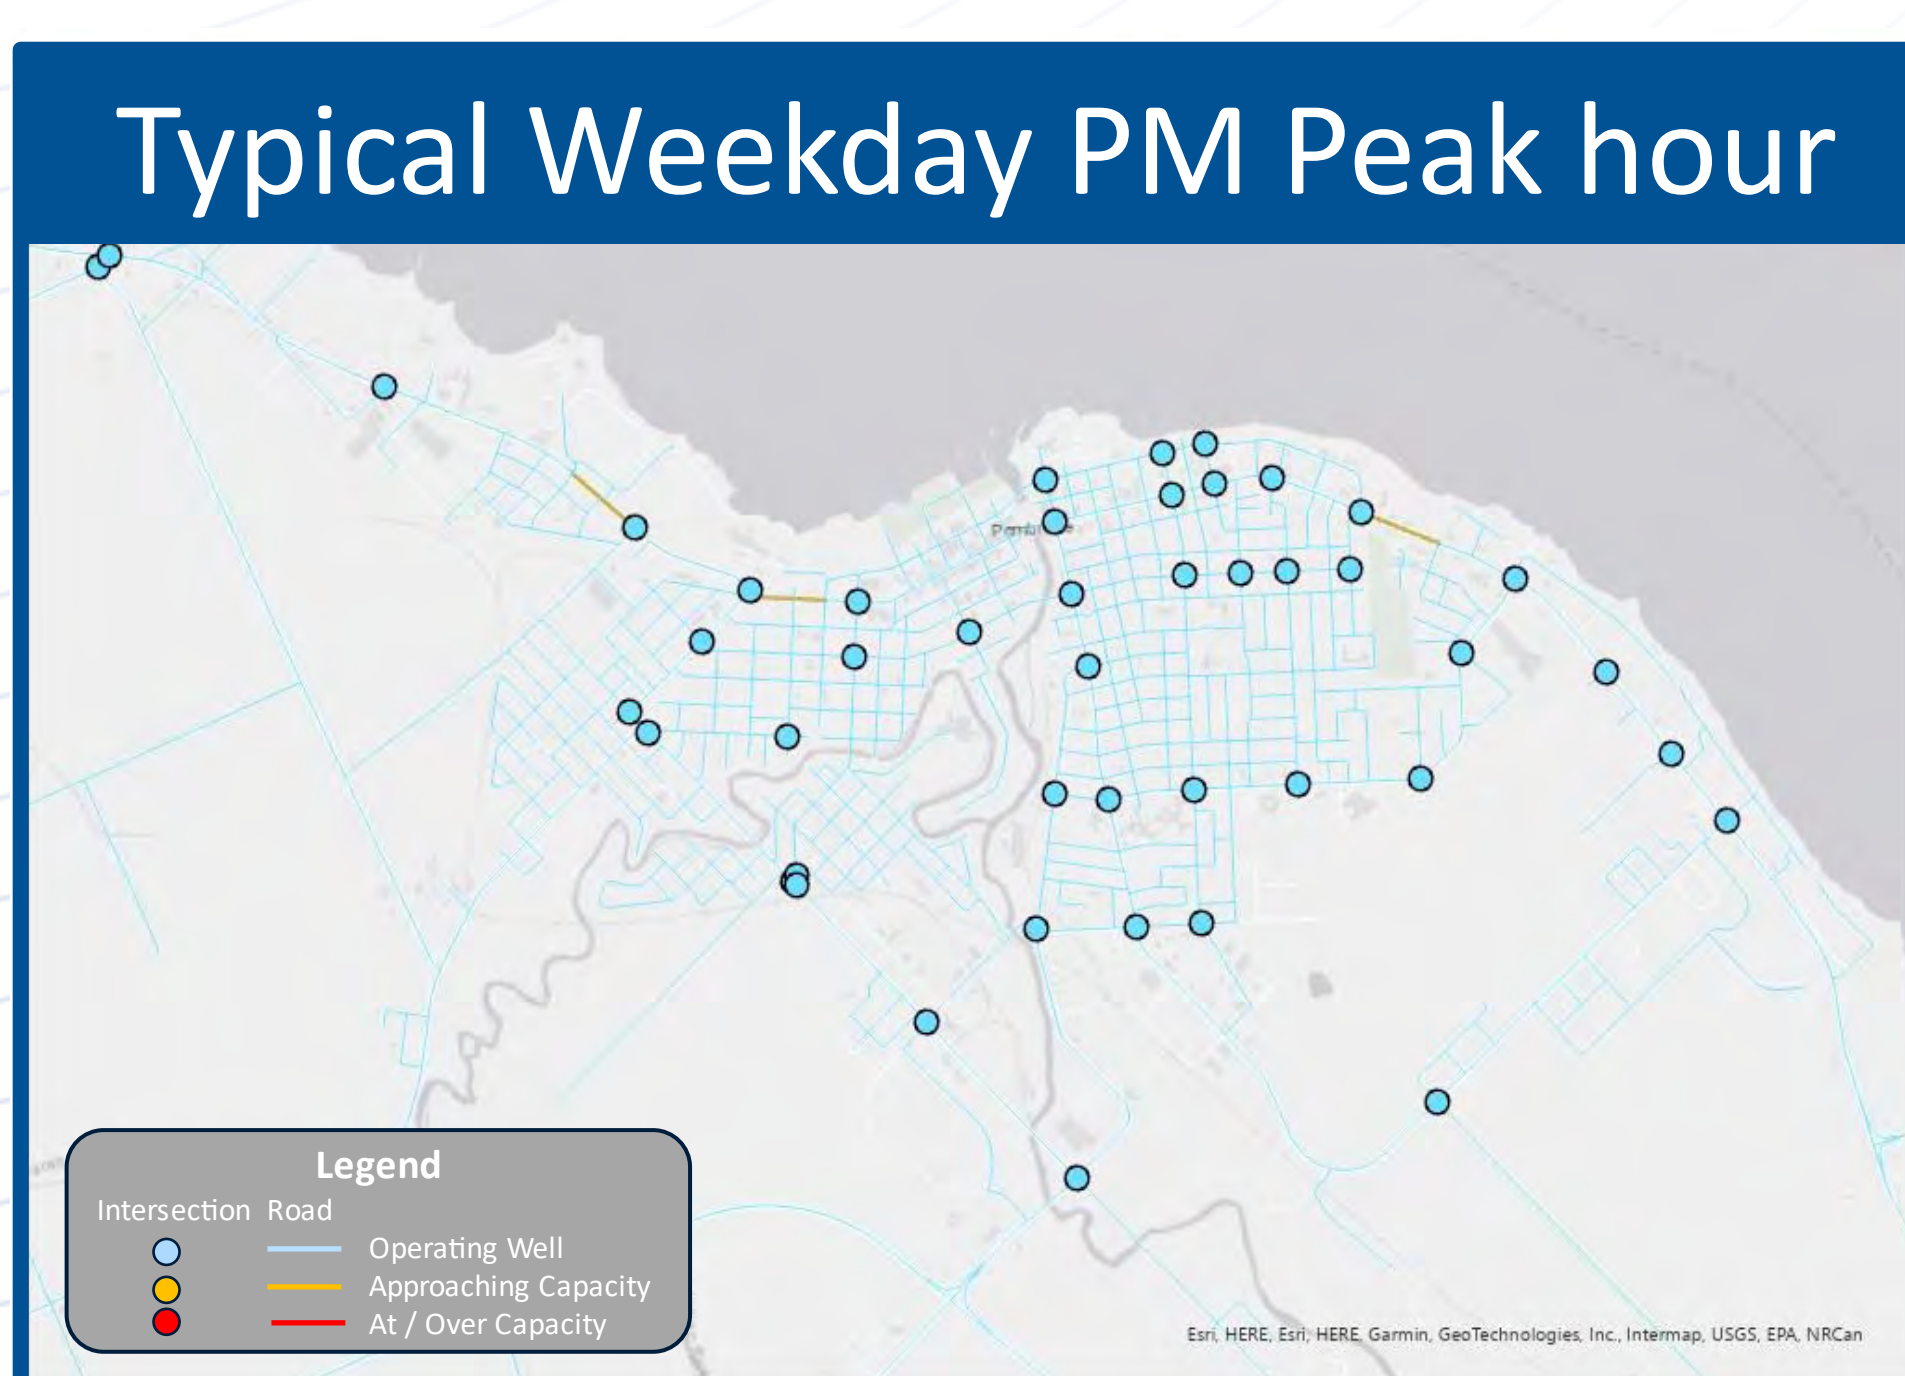 Typical Weekday PM Peak hour
Legend
Intersection Road
Operating Well
Approaching Capacity
At / Over Capacity
Esri, HERE, Esri, HERE, Garmin, GeoTechnologies, Inc., Intermap, USGS, EPA, NRCan